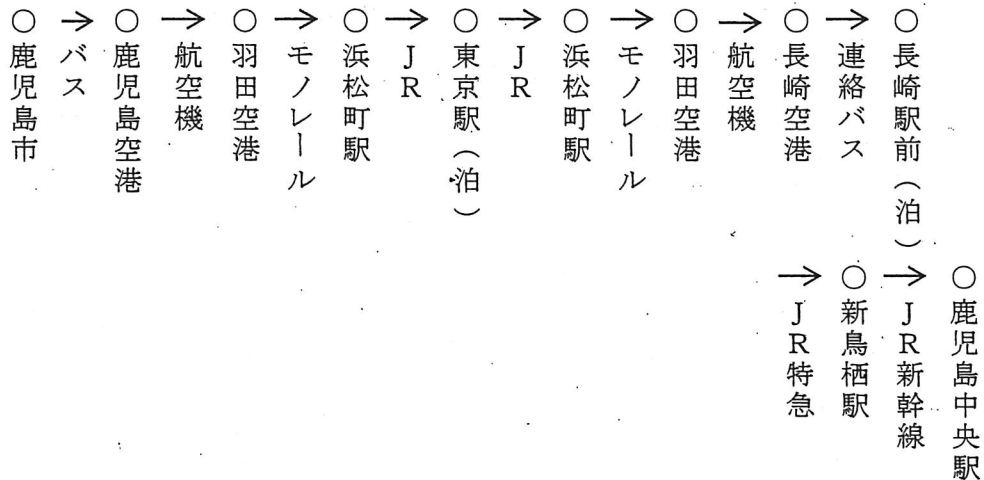 ○鹿児島市
→バス
○鹿児島空港
→航空機
○羽田空港
→モノレール
○浜松町駅
→JR
○東京駅（泊）
→JR
○浜松町駅
→モノレール
○羽田空港
→航空機
○長崎空港
→連絡バス
○長崎駅前（泊）
→JR特急
○新鳥栖駅
→JR新幹線
○鹿児島中央駅